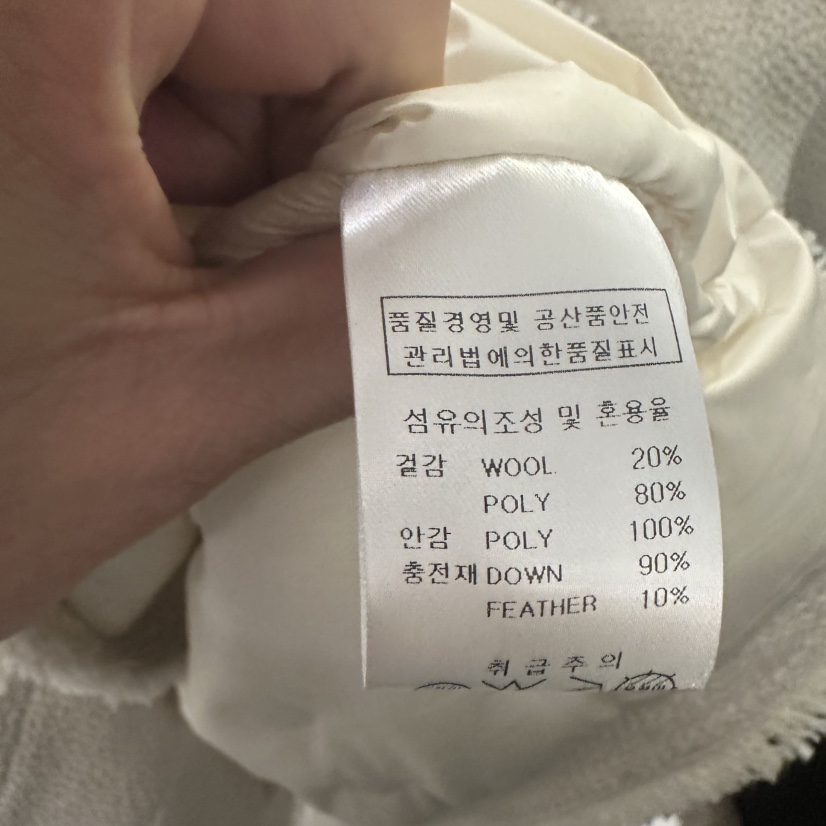 품질경영및 공산품안전
관리법에의한품질표시
섬유의조성 및 혼용율
겉감 WOOL 20%
POLY 80%
안감 POLY 100%
충전재 DOWN 90%
FEATHER 10%
취급주의